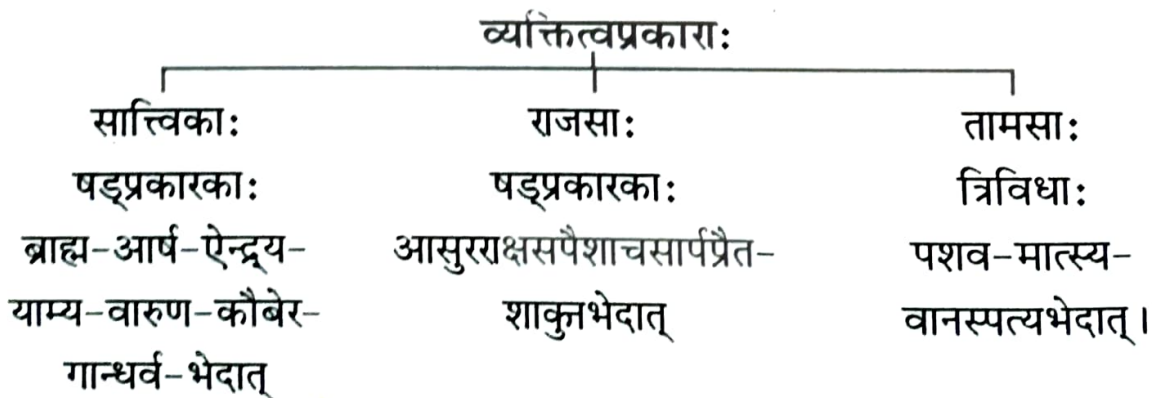 व्यक्तित्वप्रकाराः
सात्त्विकाः
षड्प्रकारकाः
ब्राह्म-आर्ष-ऐन्द्र्य-
याम्य-वारुण-कौबेर-
गान्धर्व-भेदात्
राजसाः
षड्प्रकारकाः
आसुरराक्षसपैशाचसार्पप्रैत-
शाकुनभेदात्
तामसाः
त्रिविधाः
पशव-मात्स्य-
वानस्पत्यभेदात्।